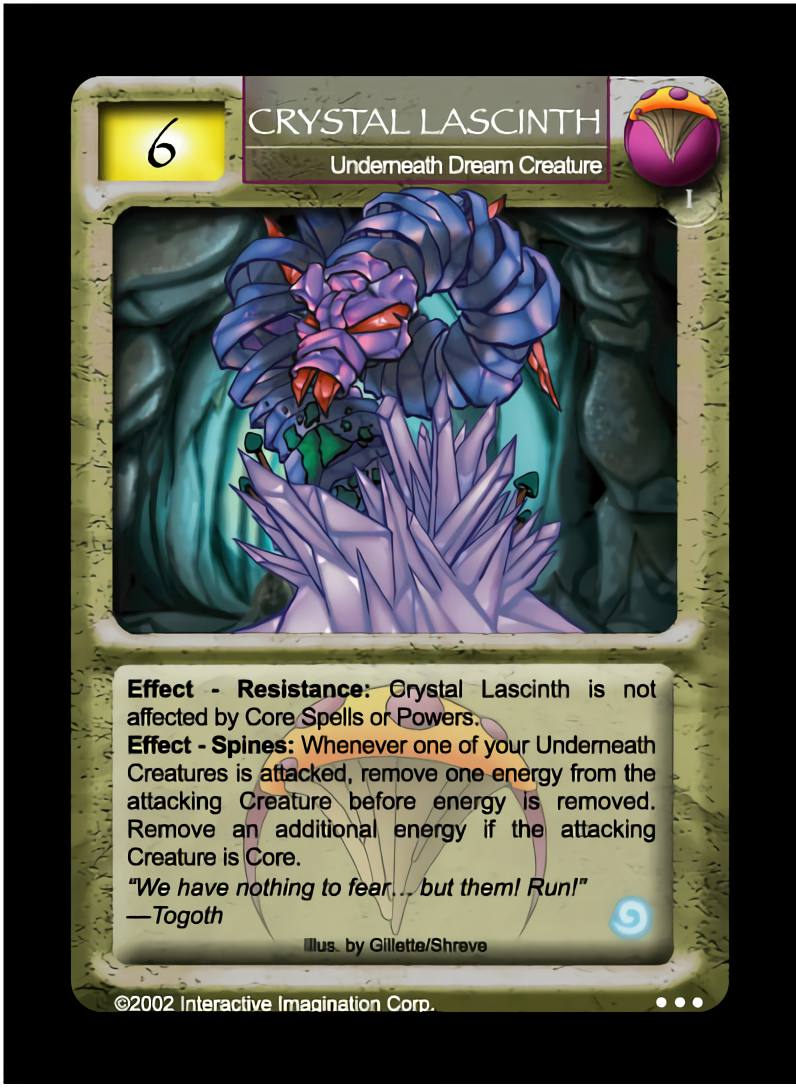 6
CRYSTAL LASCINTH
Underneath Dream Creature
I
Effect - Resistance: Crystal Lascinth is not
affected by Core Spells or Powers.
Effect - Spines: Whenever one of your Underneath
Creatures is attacked, remove one energy from the
attacking Creature before energy is removed.
Remove an additional energy if the attacking
Creature is Core.
"We have nothing to fear... but them! Run!"
—Togoth
Illus. by Gillette/Shreve
©2002 Interactive Imagination Corp.